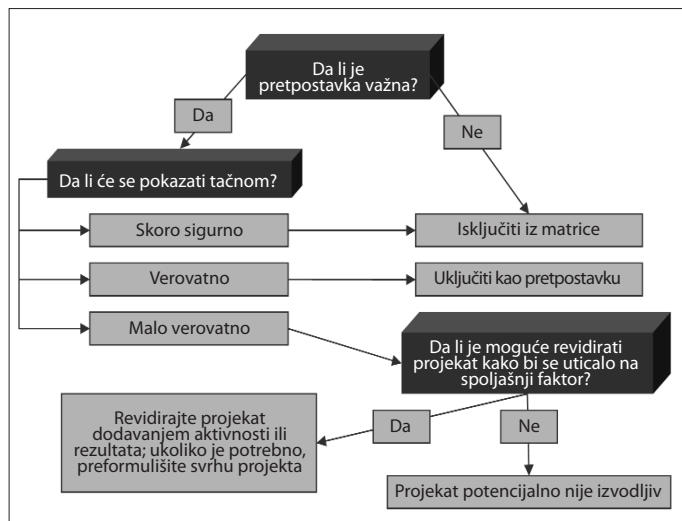 Da li je
pretpostavka važna?
Da
Ne
Da li će se pokazati tačnom?
Skoro sigurno
Isključiti iz matrice
Verovatno
Uključiti kao pretpostavku
Malo verovatno
Da li je moguće revidirati
projekat kako bi se uticalo na
spoljašnji faktor?
Revidirajte projekat
dodavanjem aktivnosti ili
rezultata; ukoliko je potrebno,
preformulišite svrhu projekta
Da
Ne
Projekat potencijalno nije izvodljiv